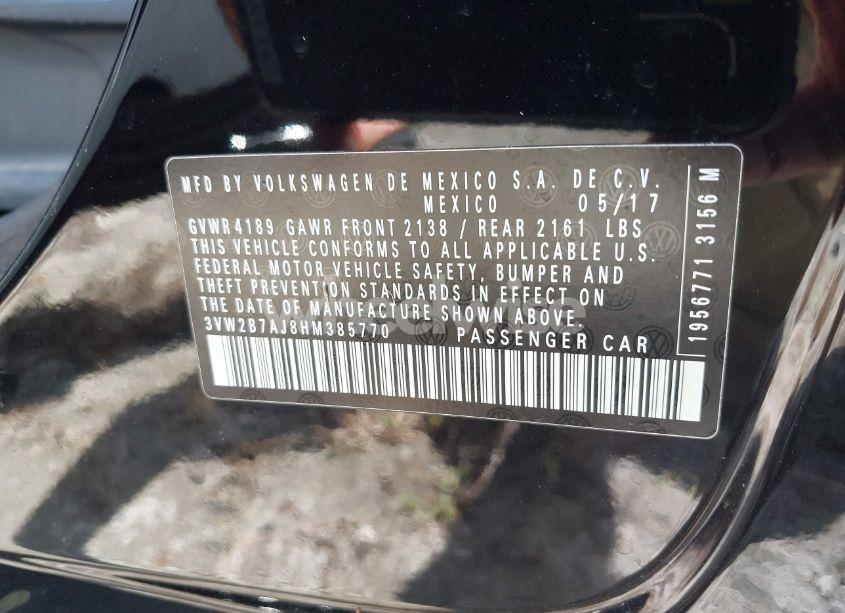 MFD BY VOLKSWAGEN DE MEXICO S.A. DE C.V.
MEXICO 05/17
GVWR 4189 GAWR FRONT 2138 / REAR 2161 LBS
THIS VEHICLE CONFORMS TO ALL APPLICABLE U.S.
FEDERAL MOTOR VEHICLE SAFETY, BUMPER AND
THEFT PREVENTION STANDARDS IN EFFECT ON
THE DATE OF MANUFACTURE SHOWN ABOVE.
3VW2B7AJ8HM385770 PASSENGER CAR
1956771 3156 M